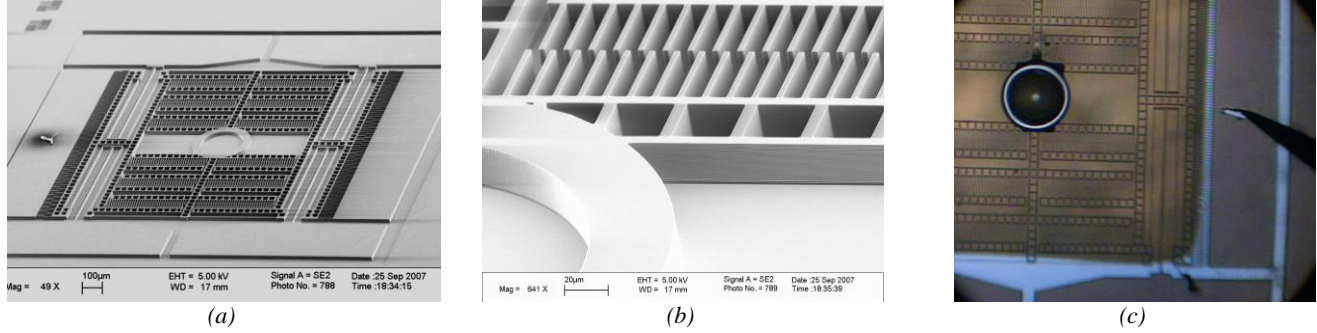 100µm
Mag = 49 X
EHT = 5.00 kV
WD = 17 mm
Signal A = SE2
Photo No. = 788
Date :25 Sep 2007
Time :18:34:15
20µm
Mag = 641 X
EHT = 5.00 kV
WD = 17 mm
Signal A = SE2
Photo No. = 789
Date :25 Sep 2007
Time :18:35:39
(a)
(b)
(c)